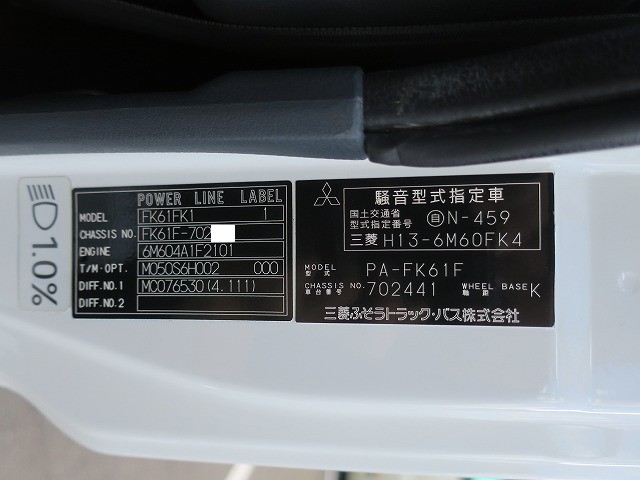 1.0%
POWER LINE LABEL
MODEL FK61FK1 1
CHASSIS NO. FK61F-702
ENGINE 6M604A1F2101
T/M·OPT. M050S6H002 000
DIFF.NO.1 MC076530(4.111)
DIFF.NO.2
騒音型式指定車
国土交通省
型式指定番号 自N-459
三菱 H13-6M60FK4
MODEL
型式 PA-FK61F
CHASSIS NO.
車台番号 702441 WHEEL BASE
軸距 K
三菱ふそうトラック・バス株式会社